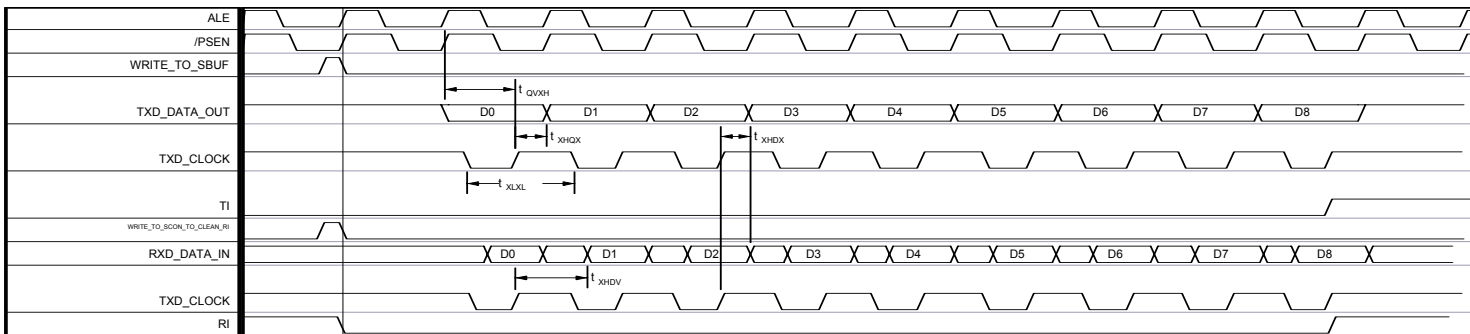 ALE
/PSEN
WRITE_TO_SBUF
t QVXH
TXD_DATA_OUT D0 D1 D2 D3 D4 D5 D6 D7 D8
t XHQX t XHDX
TXD_CLOCK
t XLXL
TI
WRITE_TO_SCON_TO_CLEAN_RI
RXD_DATA_IN D0 D1 D2 D3 D4 D5 D6 D7 D8
t XHDV
TXD_CLOCK
RI